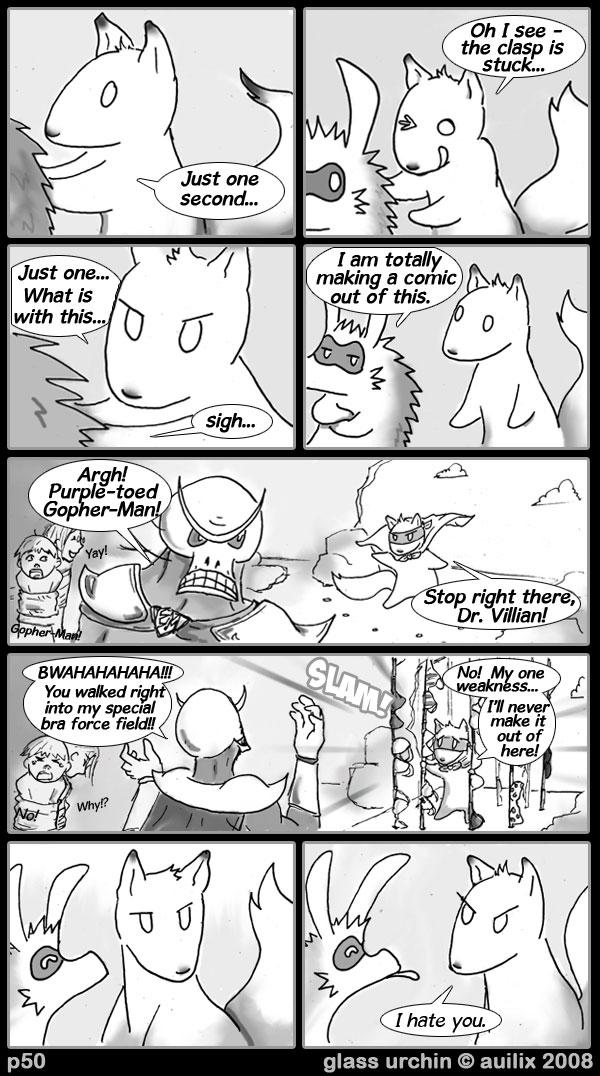 Just one
second...
Oh I see -
the clasp is
stuck...
Just one...
What is
with this...
sigh...
I am totally
making a comic
out of this.
Argh!
Purple-toed
Gopher-Man!
Yay!
Gopher-Man!
Stop right there,
Dr. Villian!
BWAHAHAHAHA!!!
You walked right
into my special
bra force field!!
No!
Why!?
SLAM!
No! My one
weakness...
I'll never
make it
out of
here!
I hate you.
p50
glass urchin © auilix 2008